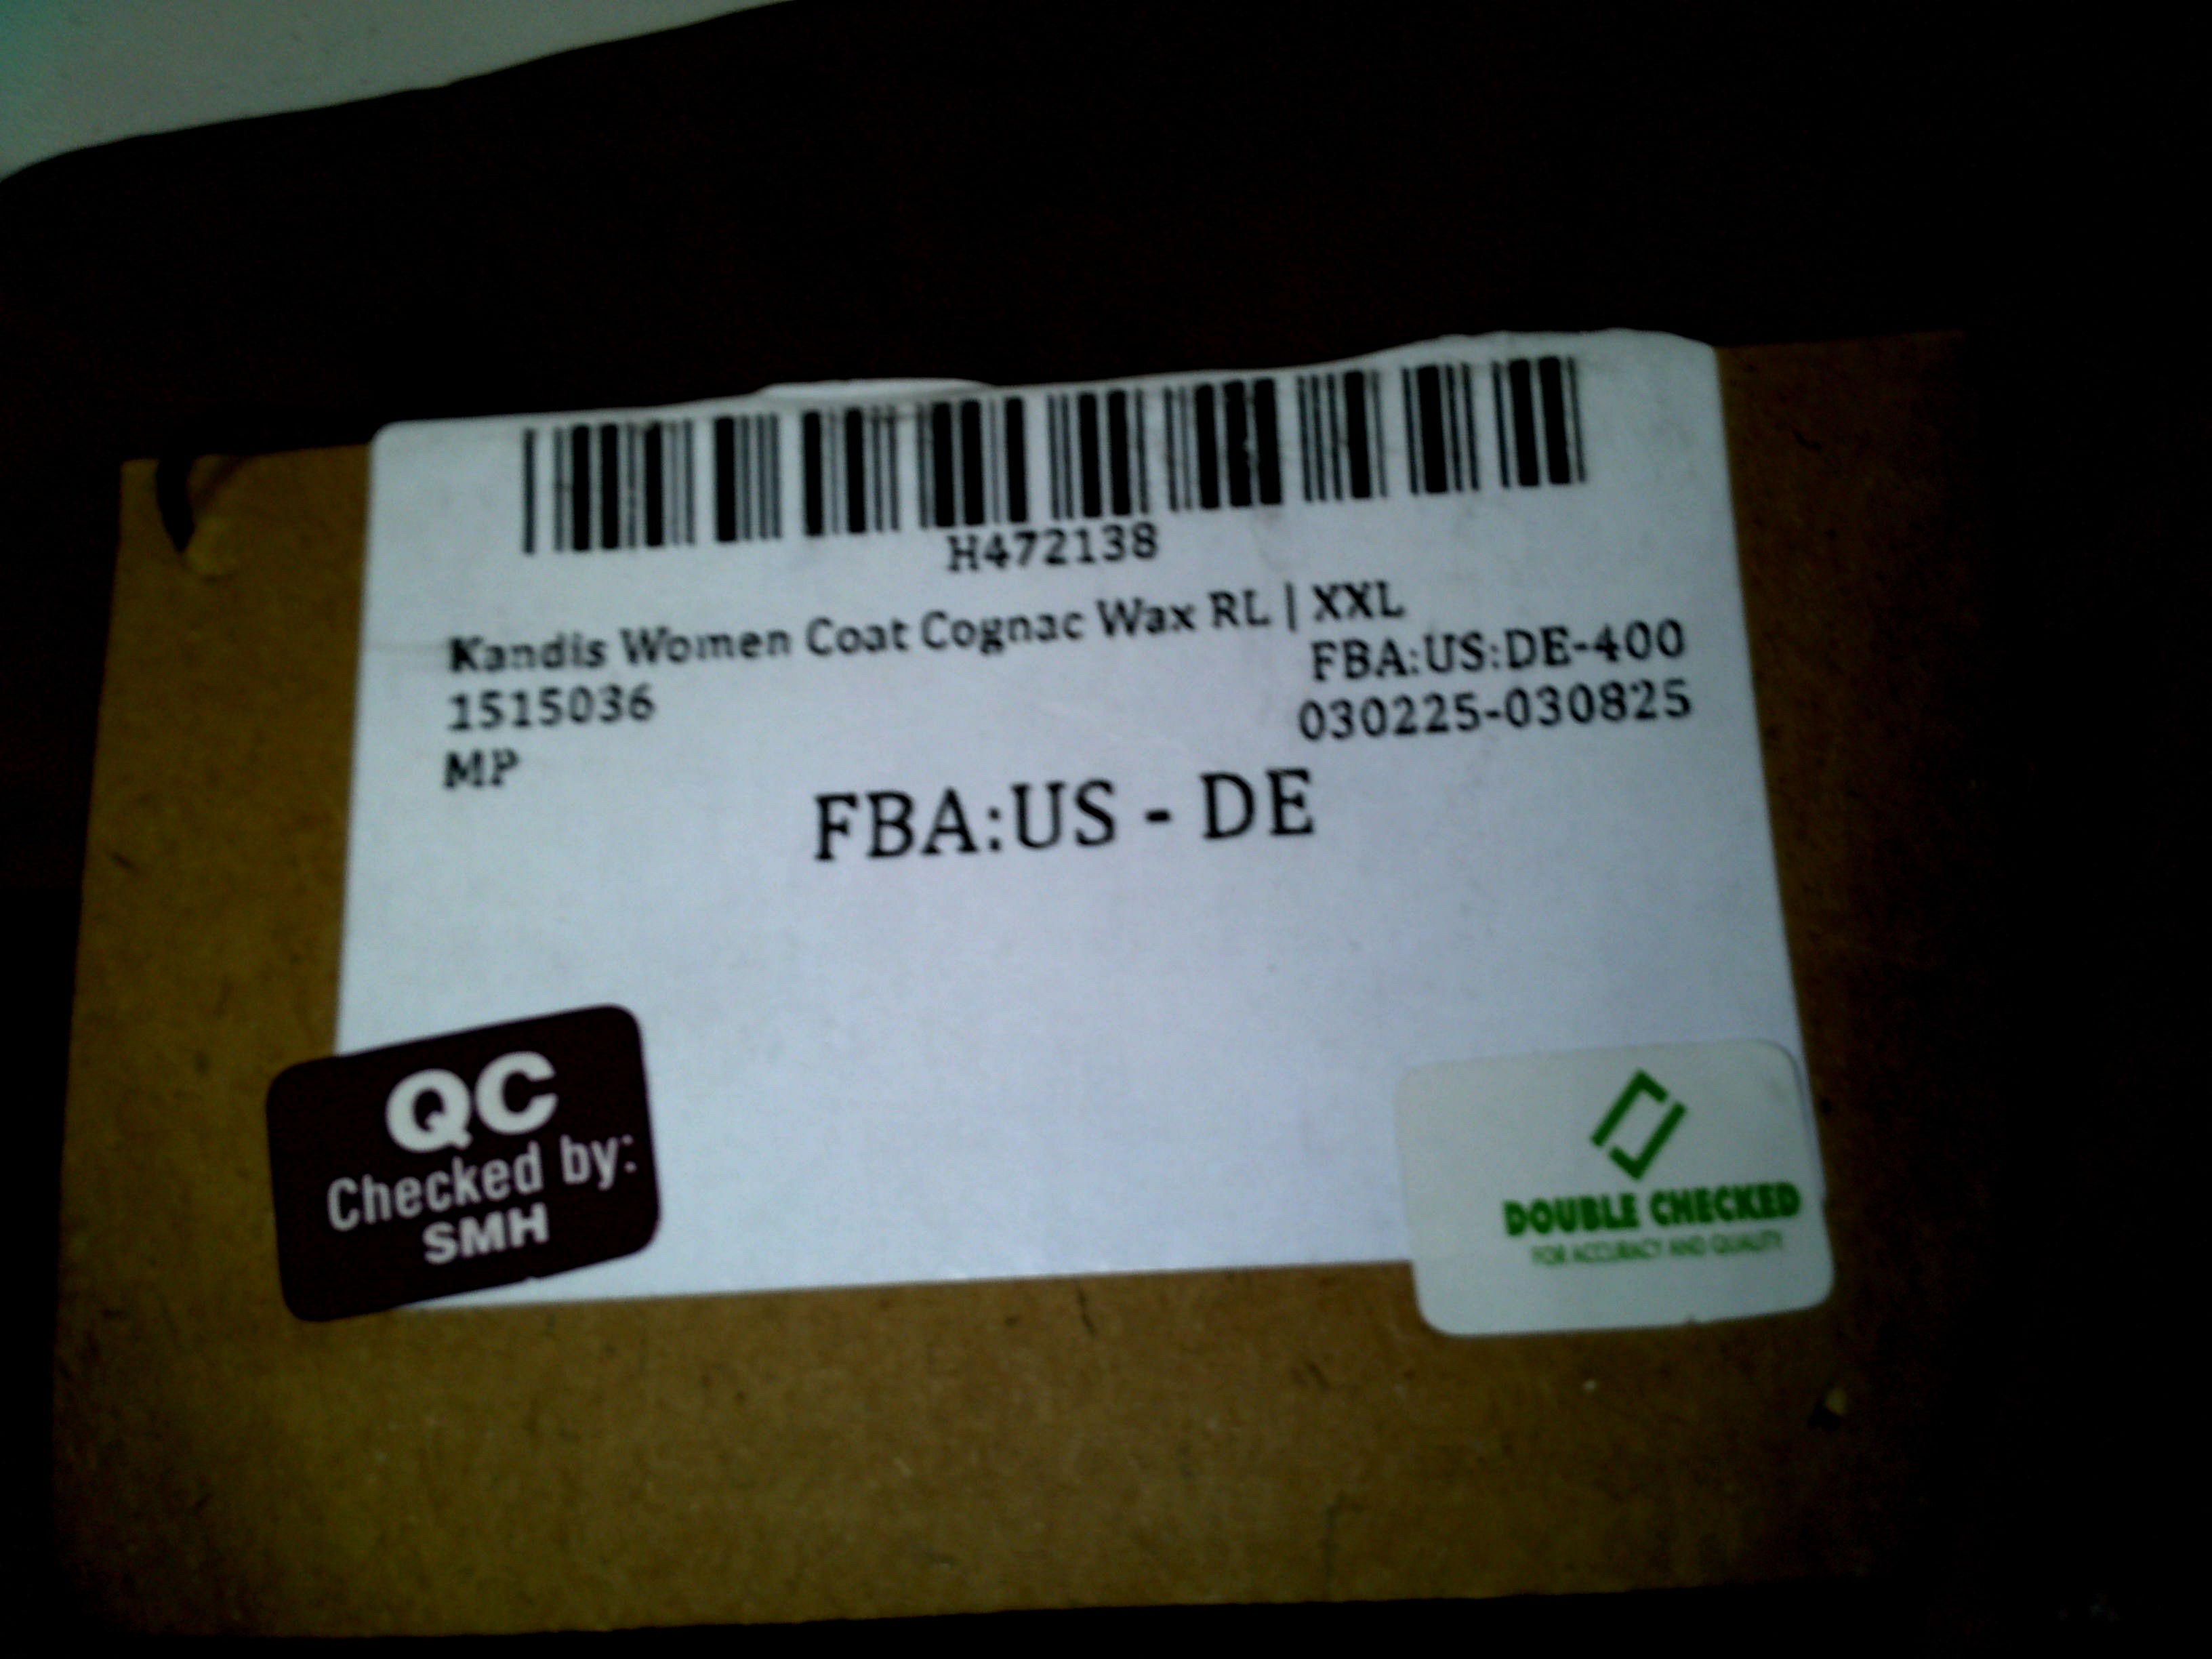 H472138
Kandis Women Coat Cognac Wax RL | XXL
FBA:US:DE-400
1515036
030225-030825
MP
FBA:US - DE
QC
Checked by:
SMH
DOUBLE CHECKED
FOR ACCURACY AND QUALITY